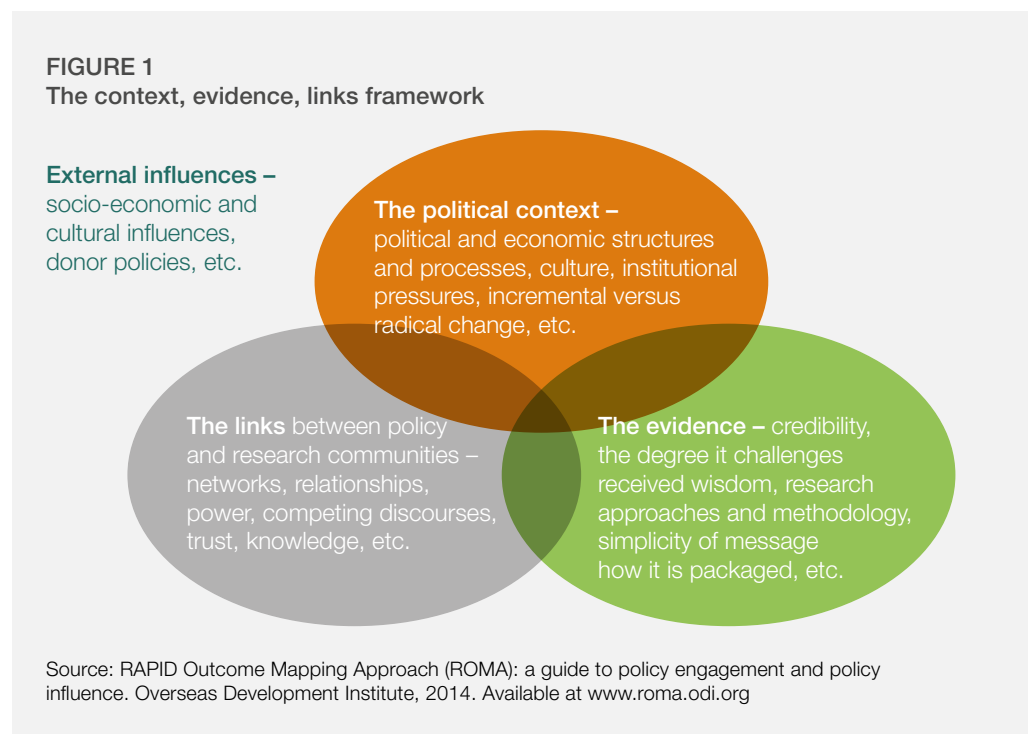 FIGURE 1
The context, evidence, links framework
External influences –
socio-economic and
cultural influences,
donor policies, etc.
The political context –
political and economic structures
and processes, culture, institutional
pressures, incremental versus
radical change, etc.
The links between policy
and research communities –
networks, relationships,
power, competing discourses,
trust, knowledge, etc.
The evidence – credibility,
the degree it challenges
received wisdom, research
approaches and methodology,
simplicity of message
how it is packaged, etc.
Source: RAPID Outcome Mapping Approach (ROMA): a guide to policy engagement and policy
influence. Overseas Development Institute, 2014. Available at www.roma.odi.org